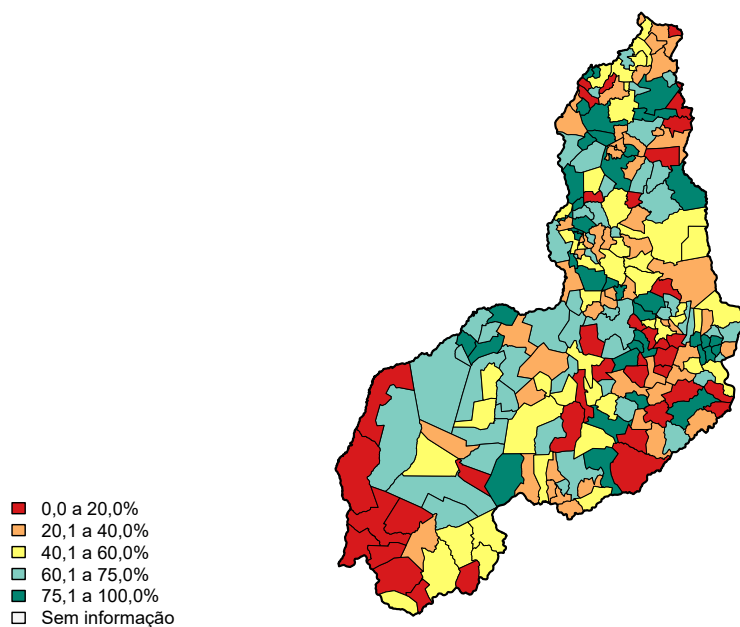 0,0 a 20,0%
20,1 a 40,0%
40,1 a 60,0%
60,1 a 75,0%
75,1 a 100,0%
Sem informação